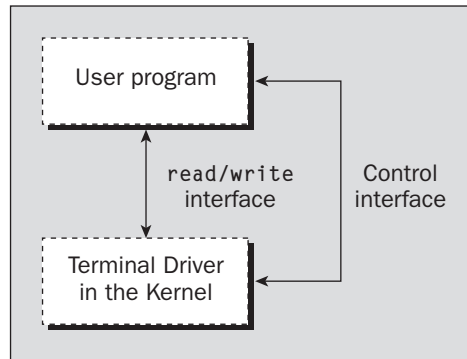 User program
read/write
interface
Control
interface
Terminal Driver
in the Kernel